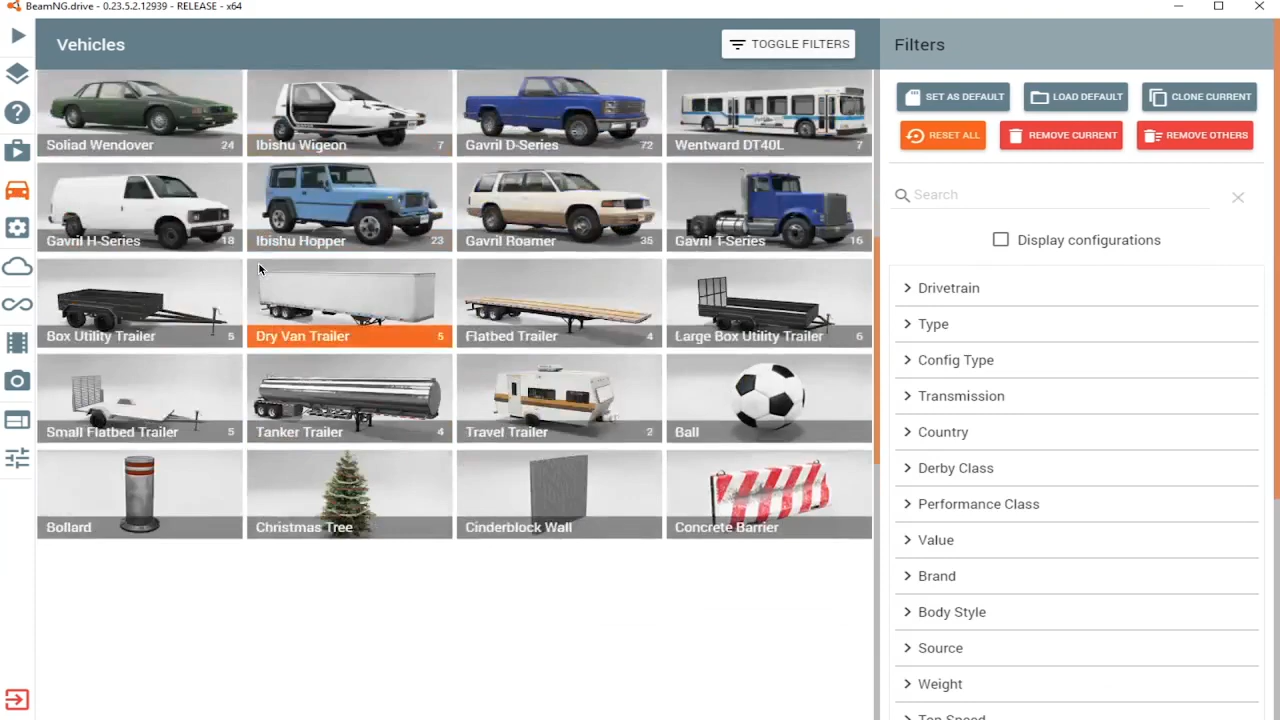 BeamNG.drive - 0.23.5.2.12939 - RELEASE - x64
Vehicles
TOGGLE FILTERS
Filters
SET AS DEFAULT
LOAD DEFAULT
CLONE CURRENT
RESET ALL
REMOVE CURRENT
REMOVE OTHERS
Search
Display configurations
Soliad Wendover 24
Ibishu Wigeon 7
Gavril D-Series 72
Wentward DT40L 7
Gavril H-Series 18
Ibishu Hopper 23
Gavril Roamer 35
Gavril T-Series 16
Box Utility Trailer 5
Dry Van Trailer 5
Flatbed Trailer 4
Large Box Utility Trailer 6
Small Flatbed Trailer 5
Tanker Trailer 4
Travel Trailer 2
Ball
Bollard
Christmas Tree
Cinderblock Wall
Concrete Barrier
Drivetrain
Type
Config Type
Transmission
Country
Derby Class
Performance Class
Value
Brand
Body Style
Source
Weight
Top Speed